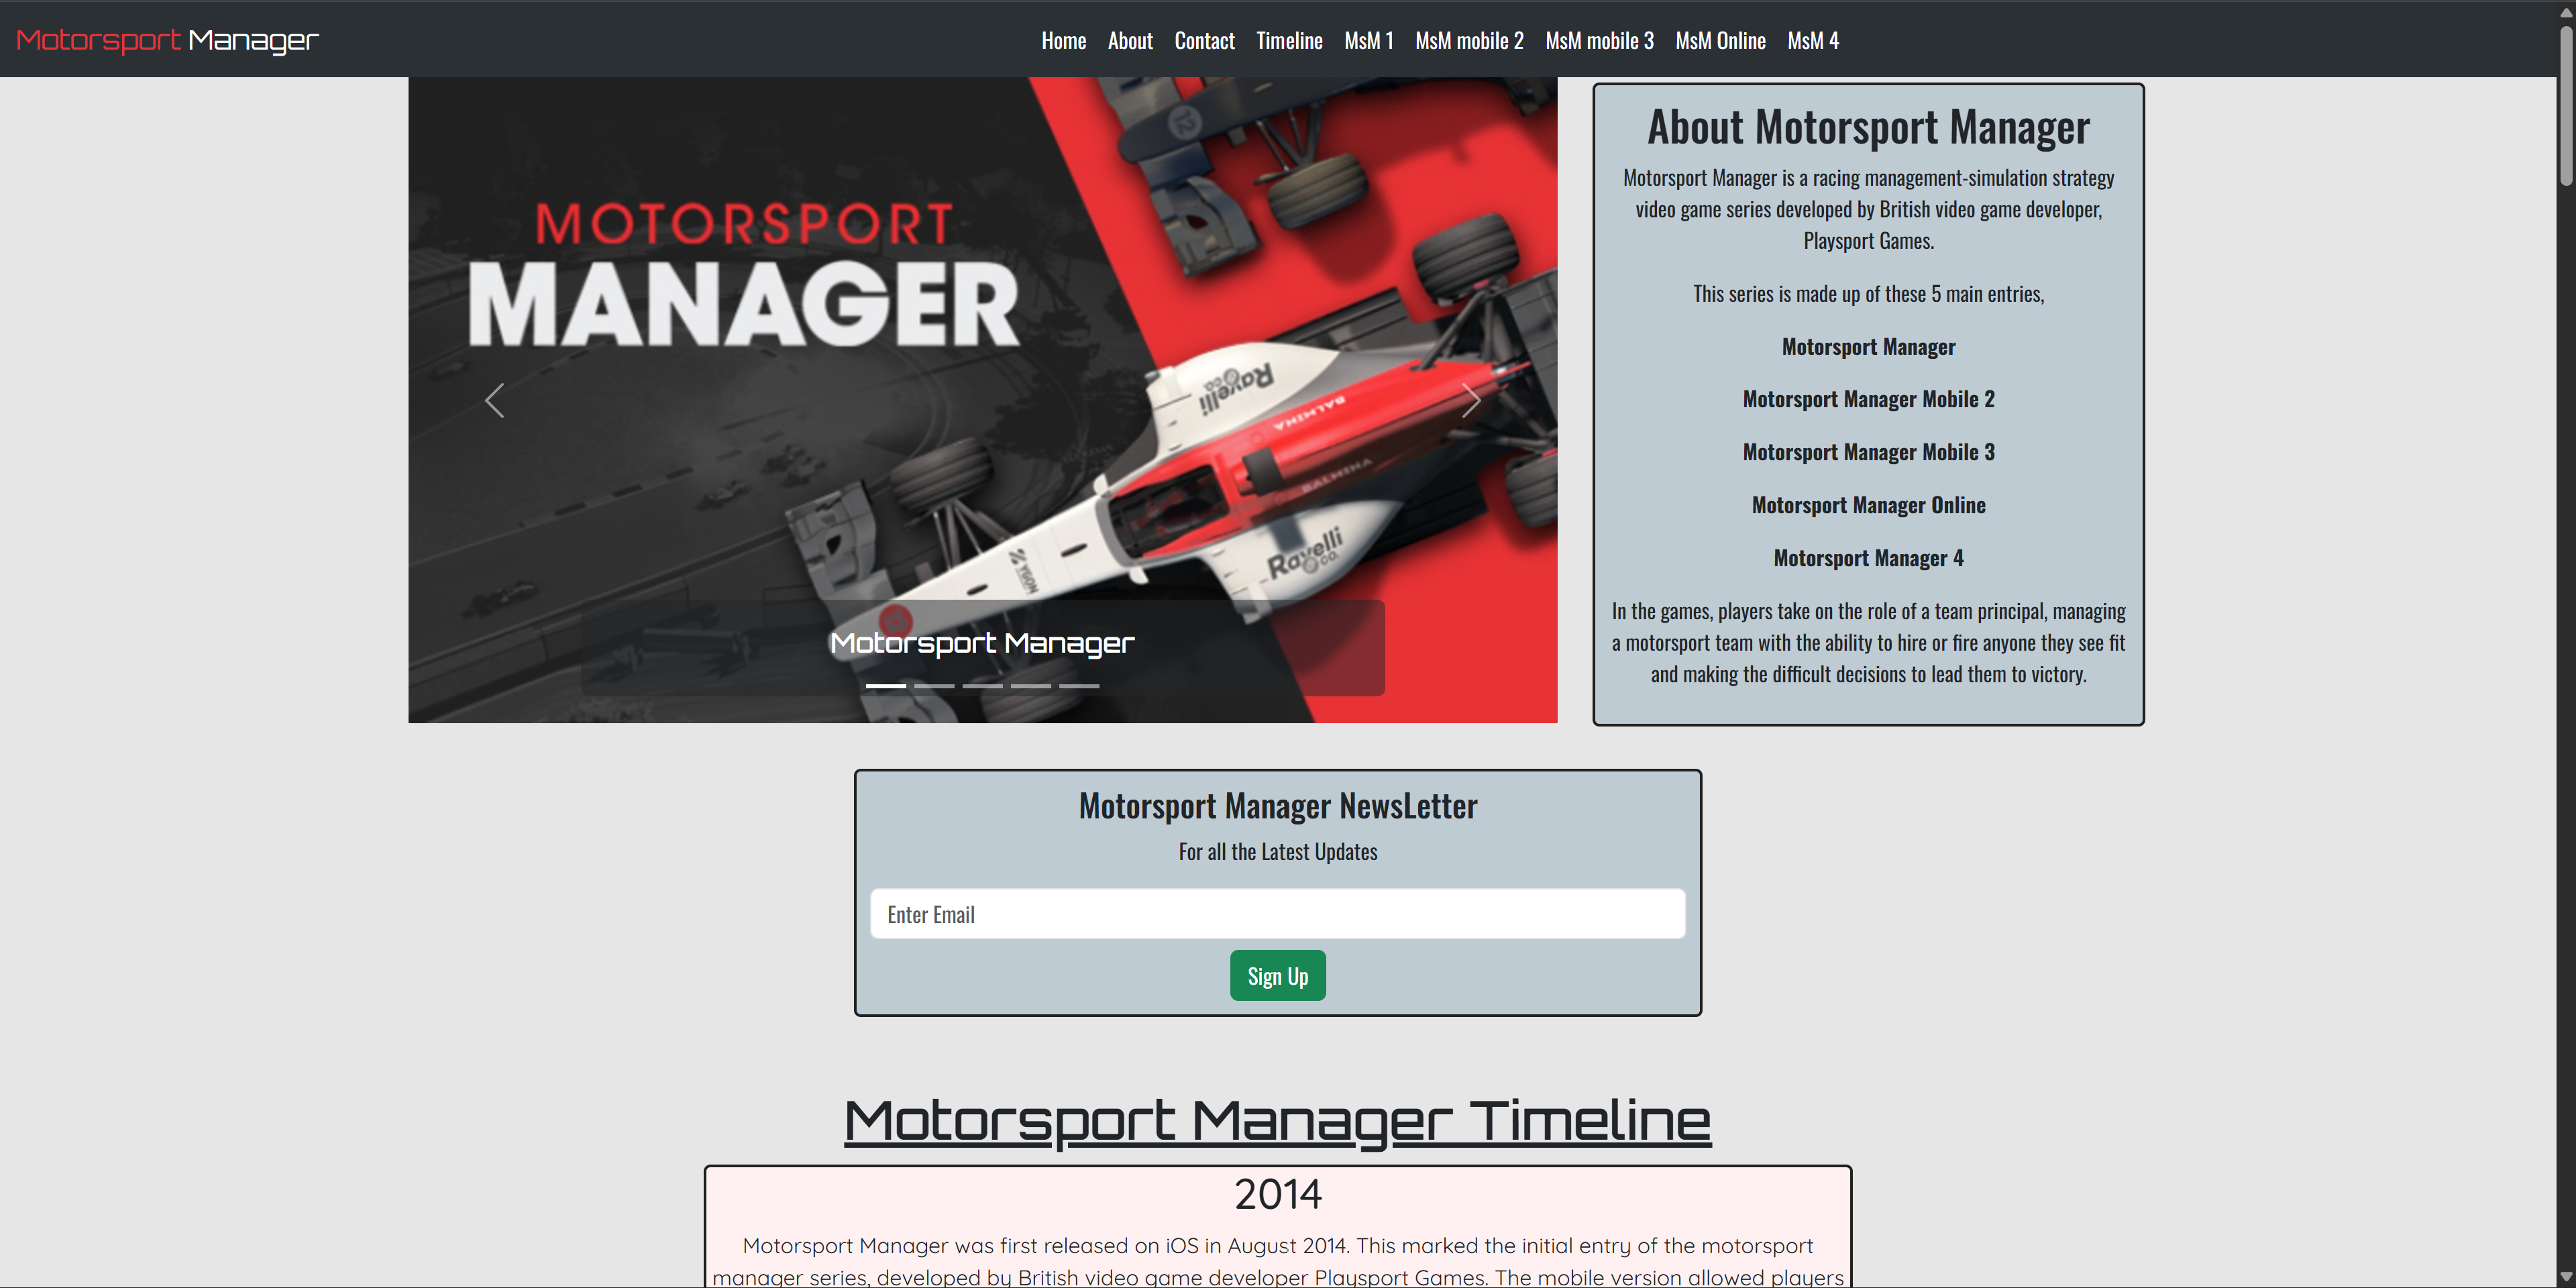 Motorsport Manager
Home About Contact Timeline MsM 1 MsM mobile 2 MsM mobile 3 MsM Online MsM 4
MOTORSPORT
MANAGER
12
Ravelli
Co.
BALMINA
BALMINA
Ravelli
Co.
YGON
Motorsport Manager
About Motorsport Manager
Motorsport Manager is a racing management-simulation strategy
video game series developed by British video game developer,
Playsport Games.
This series is made up of these 5 main entries,
Motorsport Manager
Motorsport Manager Mobile 2
Motorsport Manager Mobile 3
Motorsport Manager Online
Motorsport Manager 4
In the games, players take on the role of a team principal, managing
a motorsport team with the ability to hire or fire anyone they see fit
and making the difficult decisions to lead them to victory.
Motorsport Manager NewsLetter
For all the Latest Updates
Enter Email
Sign Up
Motorsport Manager Timeline
2014
Motorsport Manager was first released on iOS in August 2014. This marked the initial entry of the motorsport
manager series, developed by British video game developer Playsport Games. The mobile version allowed players